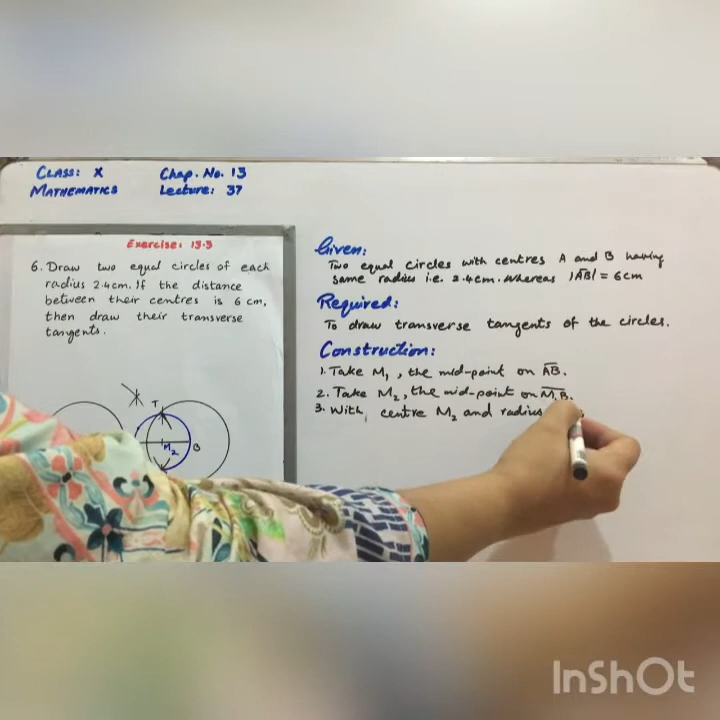 CLASS: X
MATHEMATICS
Chap. No. 13
Lecture: 37
Exercise: 13.3
6. Draw two equal circles of each
radius 2.4cm. If the distance
between their centres is 6 cm,
then draw their transverse
tangents.
T
M2
B
Given:
Two equal circles with centres A and B having
same radius i.e. 2.4cm. Whereas |AB| = 6cm
Required:
To draw transverse tangents of the circles.
Construction:
1. Take M1, the mid-point on AB.
2. Take M2, the mid-point on M1B.
3. With centre M2 and radius
InShOt